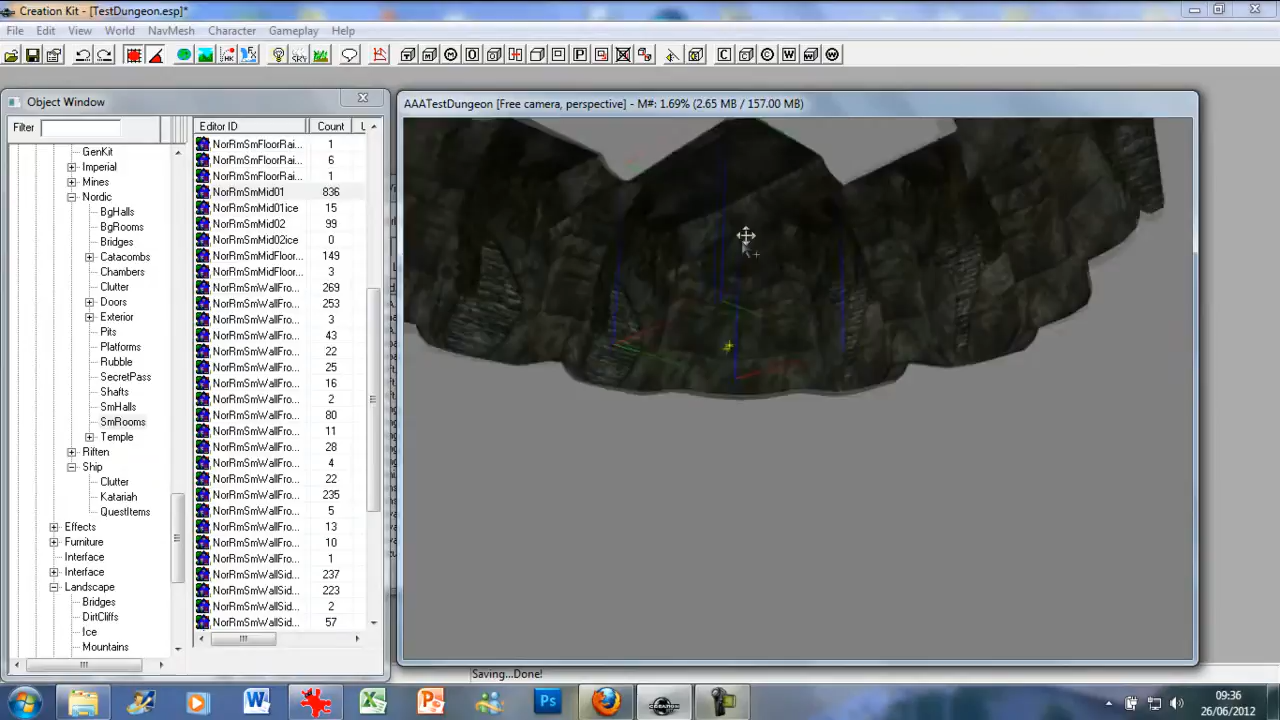 Creation Kit - [TestDungeon.esp]*
File Edit View World NavMesh Character Gameplay Help
Object Window
Filter
GenKit
Imperial
Mines
Nordic
BgHalls
BgRooms
Bridges
Catacombs
Chambers
Clutter
Doors
Exterior
Pits
Platforms
Rubble
SecretPass
Shafts
SmHalls
SmRooms
Temple
Riften
Ship
Clutter
Katariah
QuestItems
Effects
Furniture
Interface
Interface
Landscape
Bridges
DirtCliffs
Ice
Mountains
Editor ID Count
NorRmSmFloorRai... 1
NorRmSmFloorRai... 6
NorRmSmFloorRai... 1
NorRmSmMid01 836
NorRmSmMid01ice 15
NorRmSmMid02 99
NorRmSmMid02ice 0
NorRmSmMidFloor... 149
NorRmSmMidFloor... 3
NorRmSmWallFro... 269
NorRmSmWallFro... 253
NorRmSmWallFro... 3
NorRmSmWallFro... 43
NorRmSmWallFro... 22
NorRmSmWallFro... 25
NorRmSmWallFro... 16
NorRmSmWallFro... 2
NorRmSmWallFro... 80
NorRmSmWallFro... 11
NorRmSmWallFro... 28
NorRmSmWallFro... 4
NorRmSmWallFro... 22
NorRmSmWallFro... 235
NorRmSmWallFro... 5
NorRmSmWallFro... 13
NorRmSmWallFro... 10
NorRmSmWallFro... 1
NorRmSmWallSid... 237
NorRmSmWallSid... 223
NorRmSmWallSid... 2
NorRmSmWallSid... 57
AAATestDungeon [Free camera, perspective] - M#: 1.69% (2.65 MB / 157.00 MB)
Saving...Done!
Ps
09:36
26/06/2012